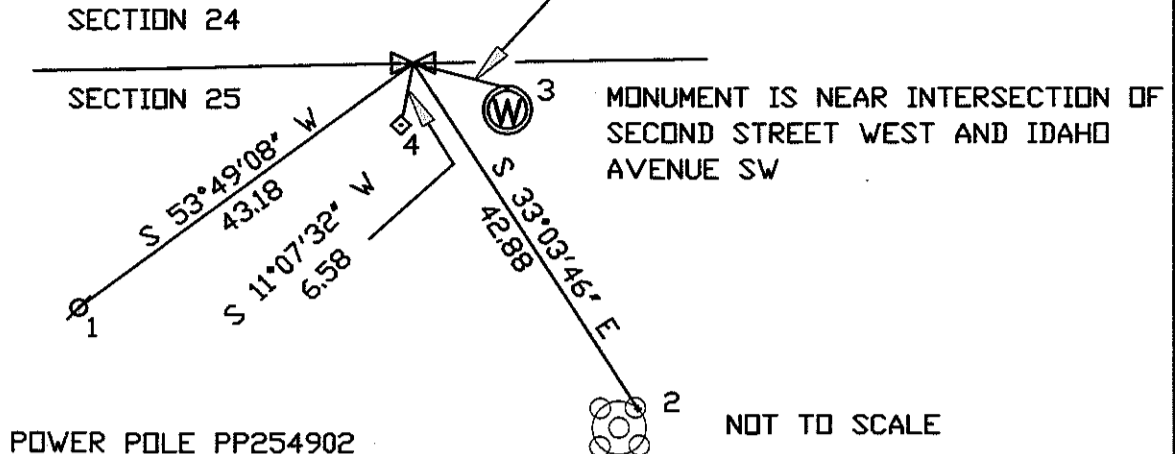 SECTION 24
SECTION 25
3
W
MONUMENT IS NEAR INTERSECTION OF
SECOND STREET WEST AND IDAHO
AVENUE SW
4
S 53°49'08" W
43.18
S 11°07'32" W
6.58
S 33°03'46" E
42.88
1
2
NOT TO SCALE
POWER POLE PP254902